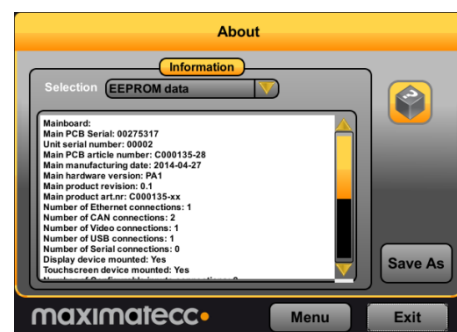 About
Information
Selection EEPROM data
Mainboard:
Main PCB Serial: 00275317
Unit serial number: 00002
Main PCB article number: C000135-28
Main manufacturing date: 2014-04-27
Main hardware version: PA1
Main product revision: 0.1
Main product art.nr: C000135-xx
Number of Ethernet connections: 1
Number of CAN connections: 2
Number of Video connections: 1
Number of USB connections: 1
Number of Serial connections: 0
Display device mounted: Yes
Touchscreen device mounted: Yes
Save As
maximatecc
Menu
Exit